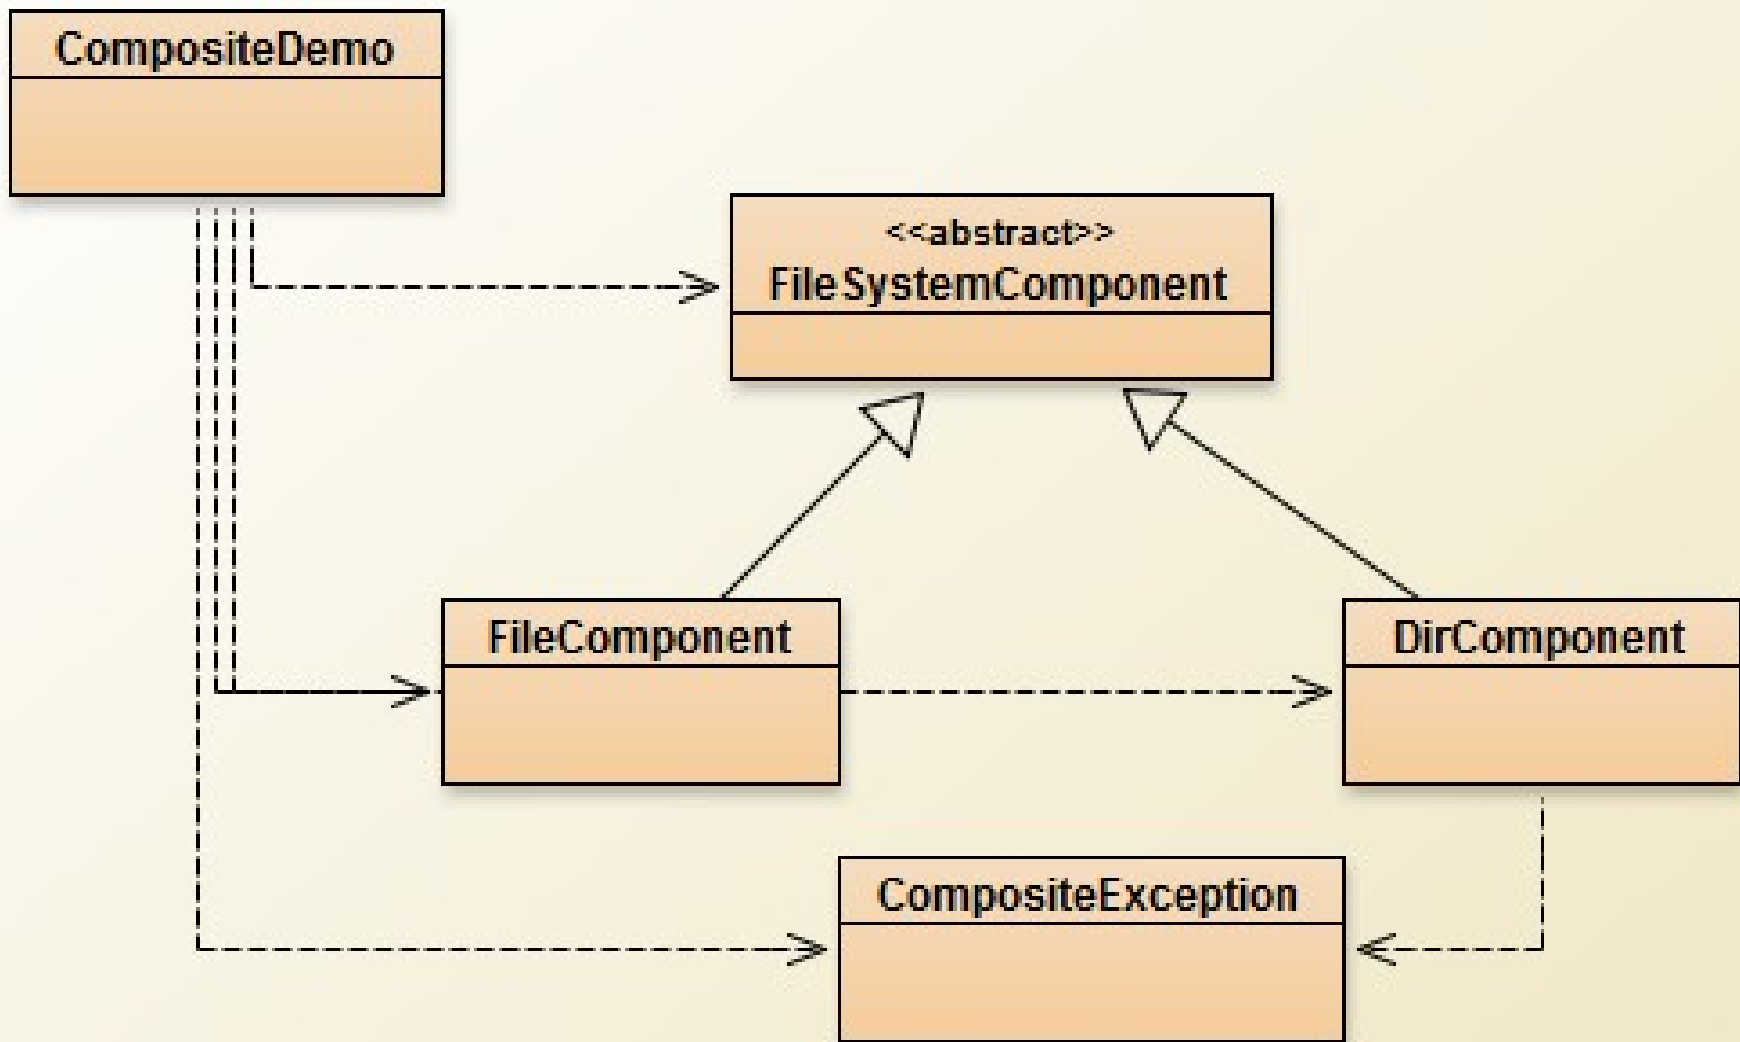 CompositeDemo
<<abstract>>
FileSystemComponent
FileComponent
DirComponent
CompositeException